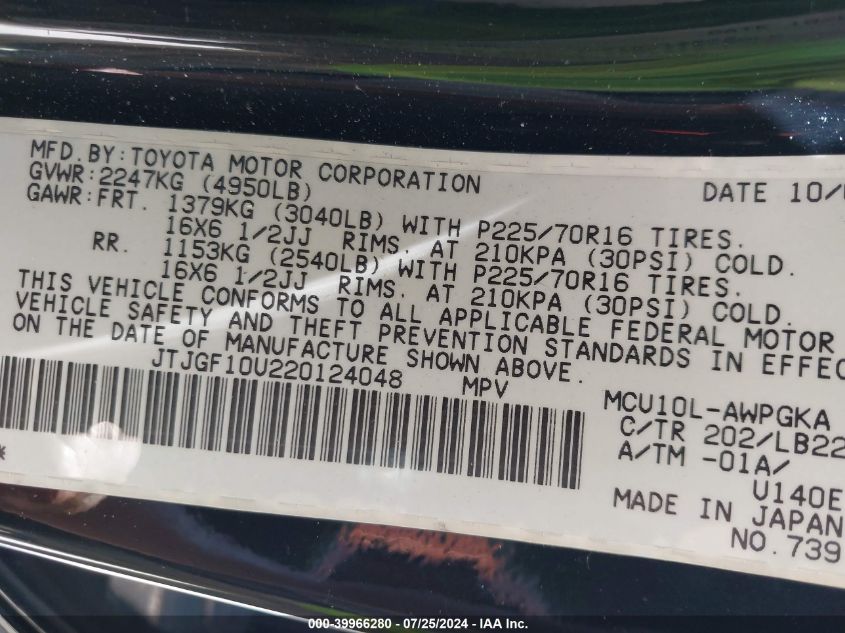 MFD.BY:TOYOTA MOTOR CORPORATION DATE 10/
GVWR:2247KG (4950LB)
GAWR:FRT. 1379KG (3040LB) WITH P225/70R16 TIRES.
16X6 1/2JJ RIMS. AT 210KPA (30PSI) COLD.
RR. 1153KG (2540LB) WITH P225/70R16 TIRES.
16X6 1/2JJ RIMS. AT 210KPA (30PSI) COLD.
THIS VEHICLE CONFORMS TO ALL APPLICABLE FEDERAL MOTOR
VEHICLE SAFETY AND THEFT PREVENTION STANDARDS IN EFFEC
ON THE DATE OF MANUFACTURE SHOWN ABOVE.
JTJGF10U220124048 MPV
MCU10L-AWPGKA
C/TR 202/LB22
A/TM -01A/
U140E
MADE IN JAPAN
NO.739
*
000-39966280 - 07/25/2024 - IAA Inc.